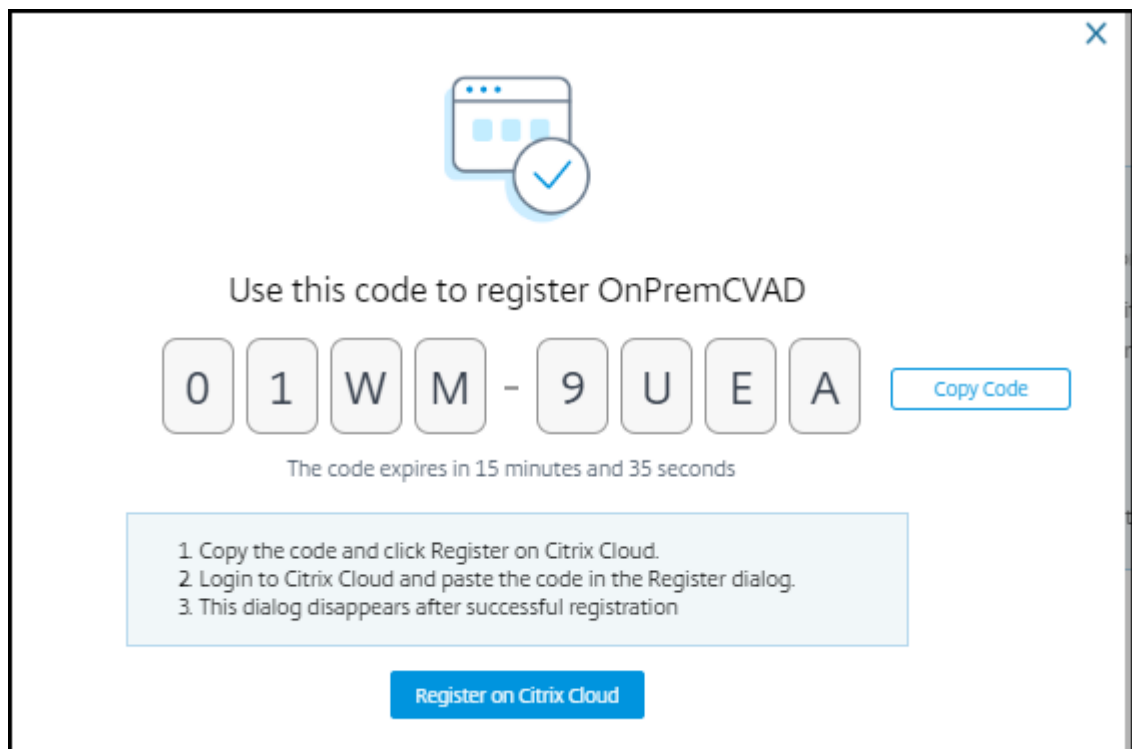 Use this code to register OnPremCVAD
0 1 W M - 9 U E A
Copy Code
The code expires in 15 minutes and 35 seconds
1. Copy the code and click Register on Citrix Cloud.
2. Login to Citrix Cloud and paste the code in the Register dialog.
3. This dialog disappears after successful registration
Register on Citrix Cloud